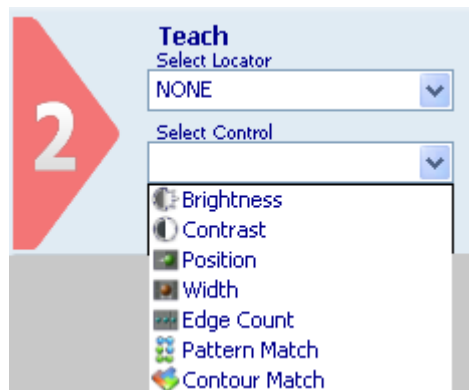 2
Teach
Select Locator
NONE
Select Control
Brightness
Contrast
Position
Width
Edge Count
Pattern Match
Contour Match